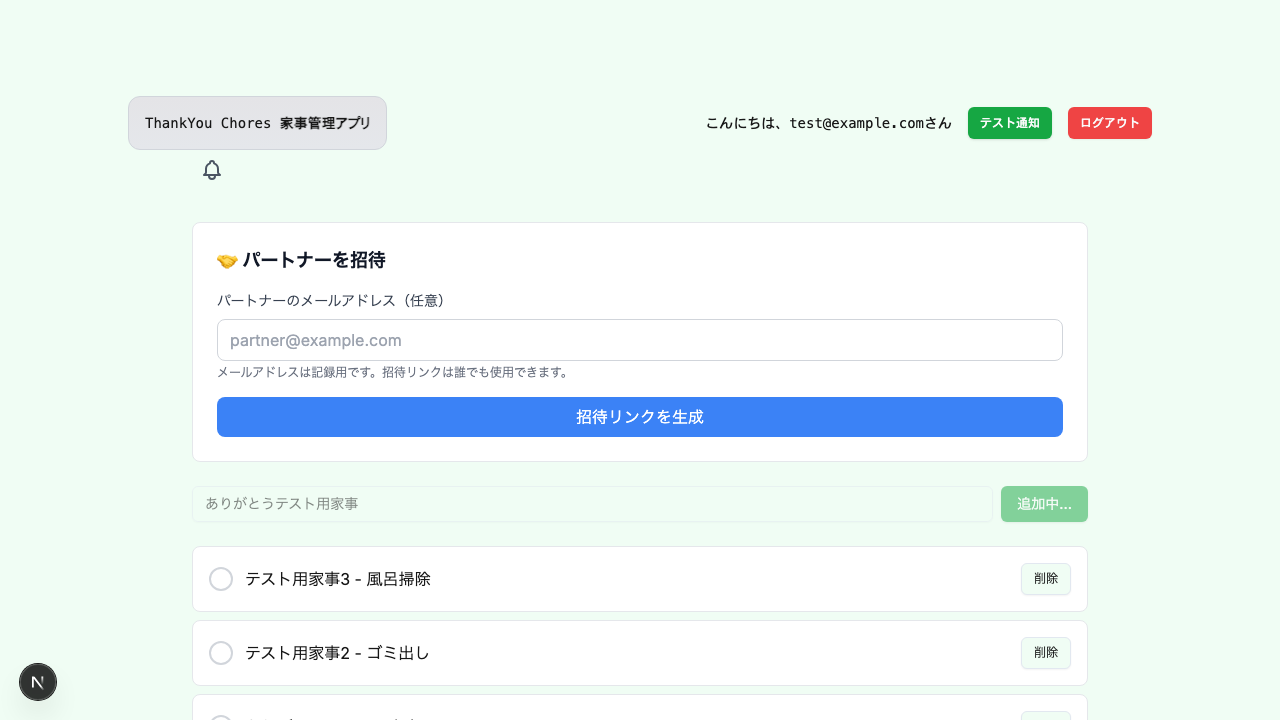 ThankYou Chores 家事管理アプリ
こんにちは、test@example.comさん
テスト通知
ログアウト
🤝 パートナーを招待
パートナーのメールアドレス（任意）
partner@example.com
メールアドレスは記録用です。招待リンクは誰でも使用できます。
招待リンクを生成
ありがとうテスト用家事
追加中...
テスト用家事3 - 風呂掃除
削除
テスト用家事2 - ゴミ出し
削除
N